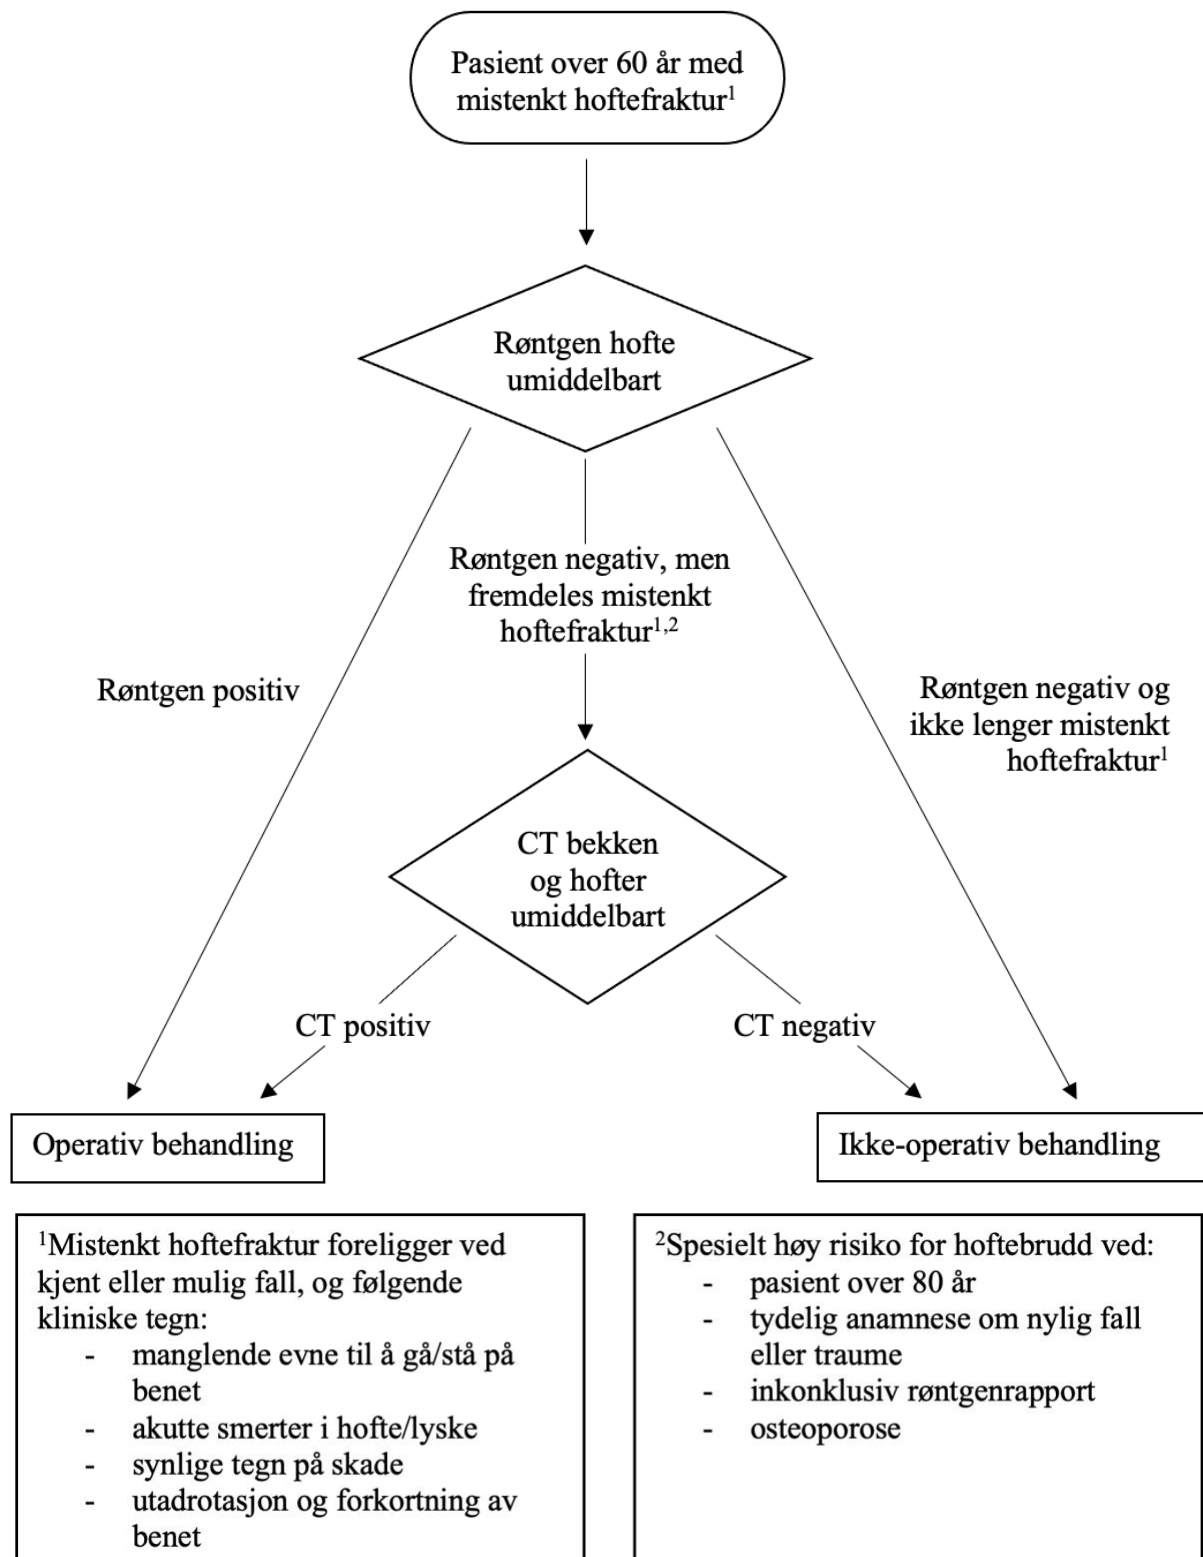 Pasient over 60 år med
mistenkt hoftefraktur¹
Røntgen hofte
umiddelbart
Røntgen negativ, men
fremdeles mistenkt
hoftefraktur¹,²
Røntgen positiv
Røntgen negativ og
ikke lenger mistenkt
hoftefraktur¹
CT bekken
og hofter
umiddelbart
CT positiv
CT negativ
Operativ behandling
Ikke-operativ behandling
¹Mistenkt hoftefraktur foreligger ved
kjent eller mulig fall, og følgende
kliniske tegn:
- manglende evne til å gå/stå på
benet
- akutte smerter i hofte/lyske
- synlige tegn på skade
- utadrotasjon og forkortning av
benet
²Spesielt høy risiko for hoftebrudd ved:
- pasient over 80 år
- tydelig anamnese om nylig fall
eller traume
- inkonklusiv røntgenrapport
- osteoporose